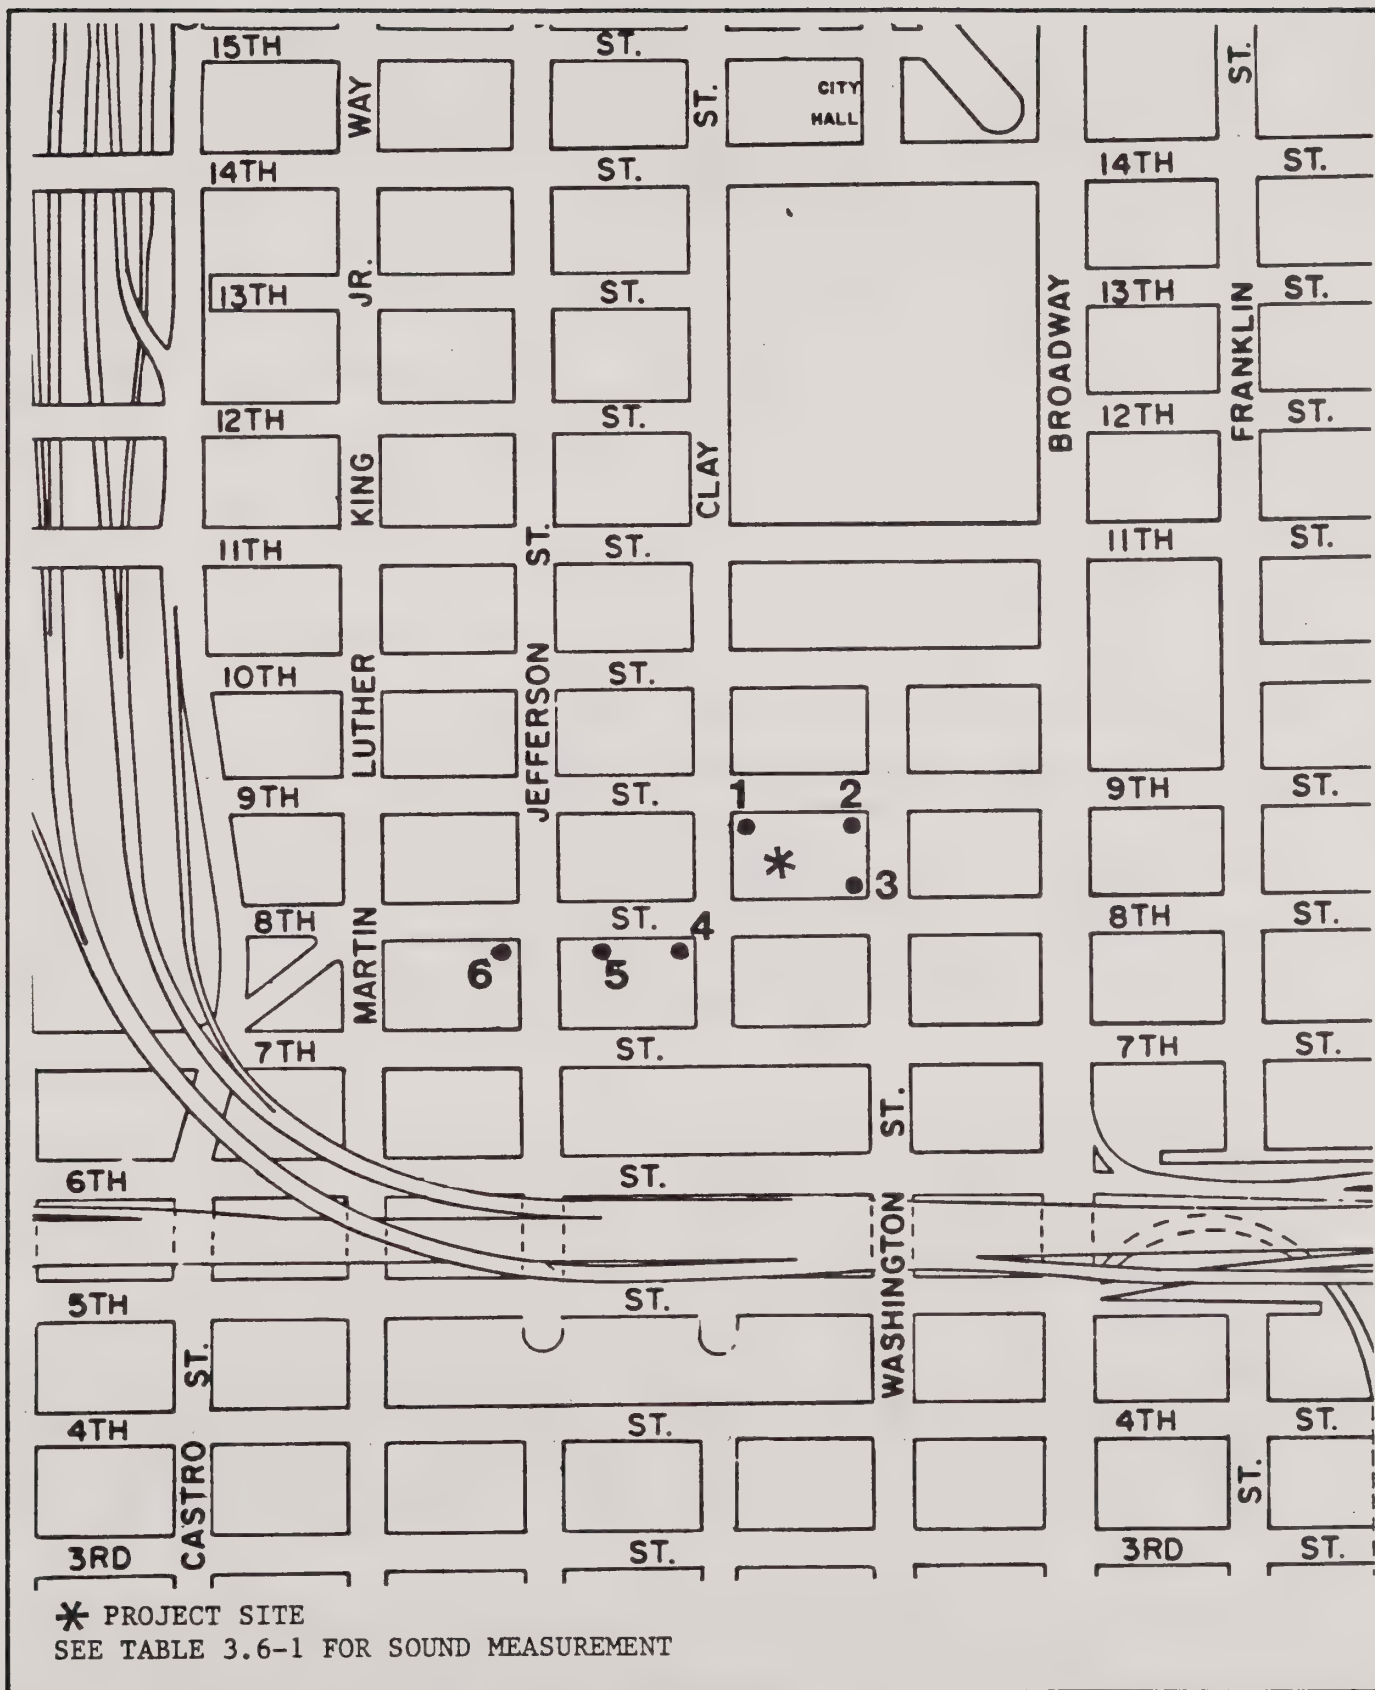 15TH ST.
WAY
ST.
CITY
HALL
ST.
14TH ST. 14TH ST.
JR.
13TH ST. 13TH ST.
BROADWAY
FRANKLIN
12TH ST. 12TH ST.
KING
CLAY
11TH ST. 11TH ST.
ST.
10TH ST.
LUTHER
JEFFERSON
9TH ST. 9TH ST.
1 2
* 3
8TH ST. 8TH ST.
4
MARTIN
6 5
7TH ST. 7TH ST.
ST.
6TH ST.
WASHINGTON
5TH ST.
ST.
4TH ST. 4TH ST.
CASTRO
ST.
3RD ST. 3RD ST.
* PROJECT SITE
SEE TABLE 3.6-1 FOR SOUND MEASUREMENT